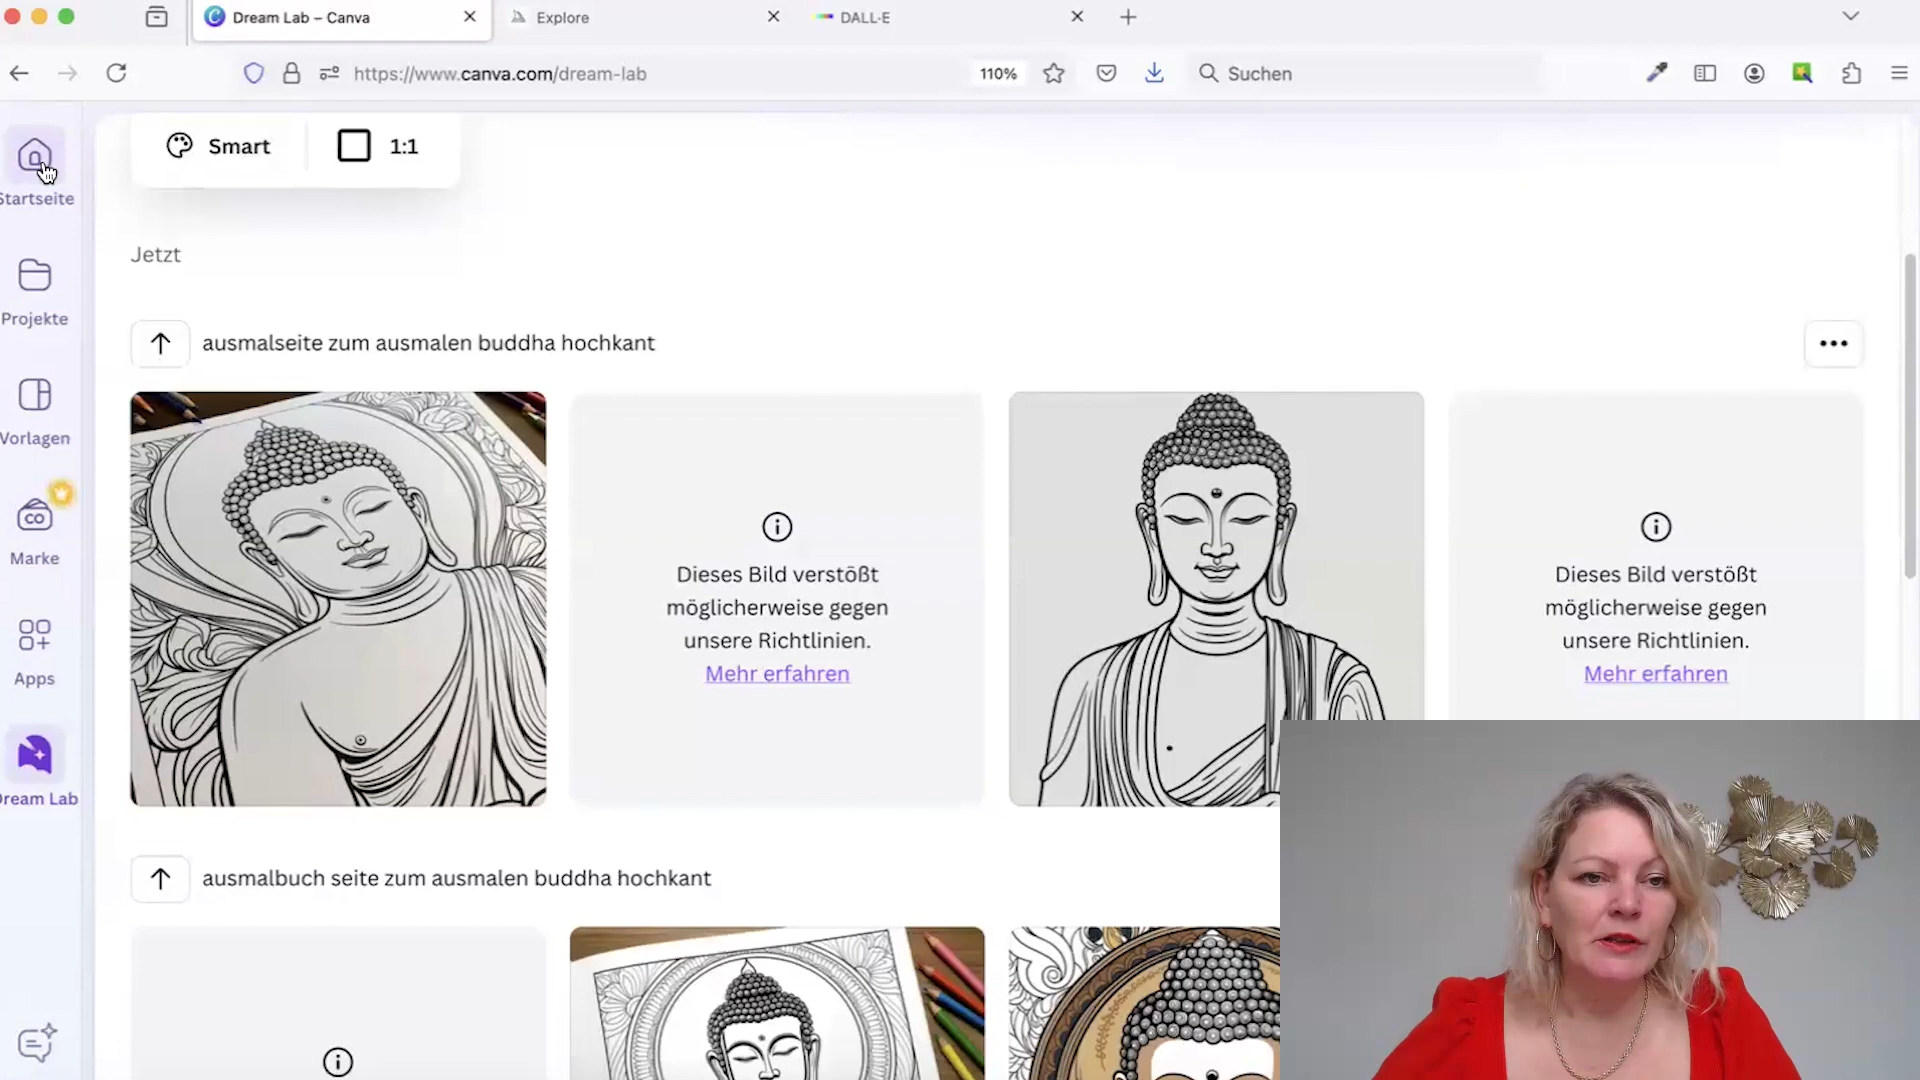 Dream Lab – Canva
Explore
DALL·E
https://www.canva.com/dream-lab
110%
Suchen
Smart
1:1
Startseite
Projekte
Vorlagen
CO
Marke
Apps
Dream Lab
Jetzt
ausmalseite zum ausmalen buddha hochkant
Dieses Bild verstößt
möglicherweise gegen
unsere Richtlinien.
Mehr erfahren
Dieses Bild verstößt
möglicherweise gegen
unsere Richtlinien.
Mehr erfahren
ausmalbuch seite zum ausmalen buddha hochkant